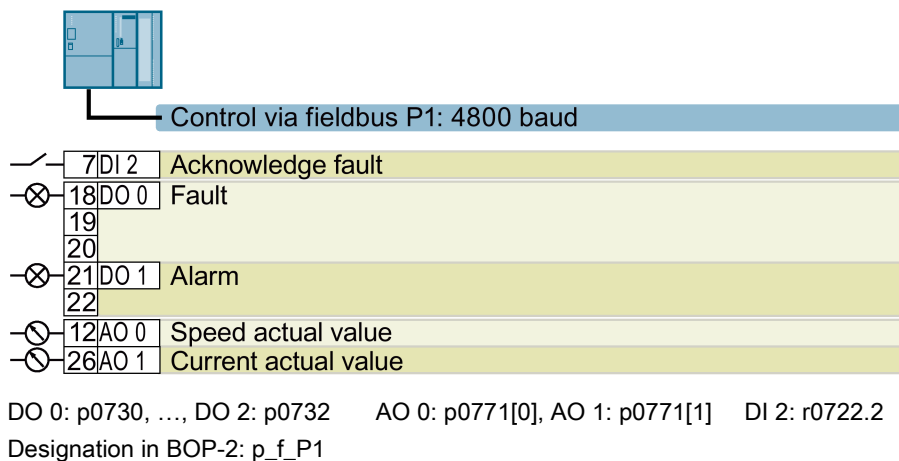 Control via fieldbus P1: 4800 baud
7 DI 2 Acknowledge fault
18 DO 0 Fault
19
20
21 DO 1 Alarm
22
12 AO 0 Speed actual value
26 AO 1 Current actual value
DO 0: p0730, …, DO 2: p0732 AO 0: p0771[0], AO 1: p0771[1] DI 2: r0722.2
Designation in BOP-2: p_f_P1